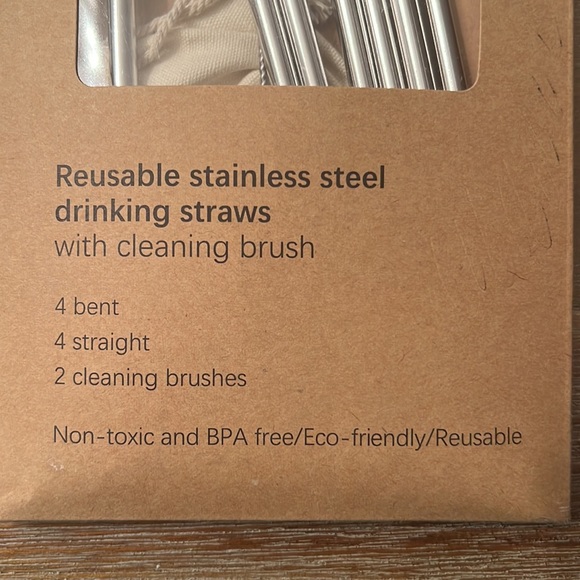 Reusable stainless steel
drinking straws
with cleaning brush
4 bent
4 straight
2 cleaning brushes
Non-toxic and BPA free/Eco-friendly/Reusable